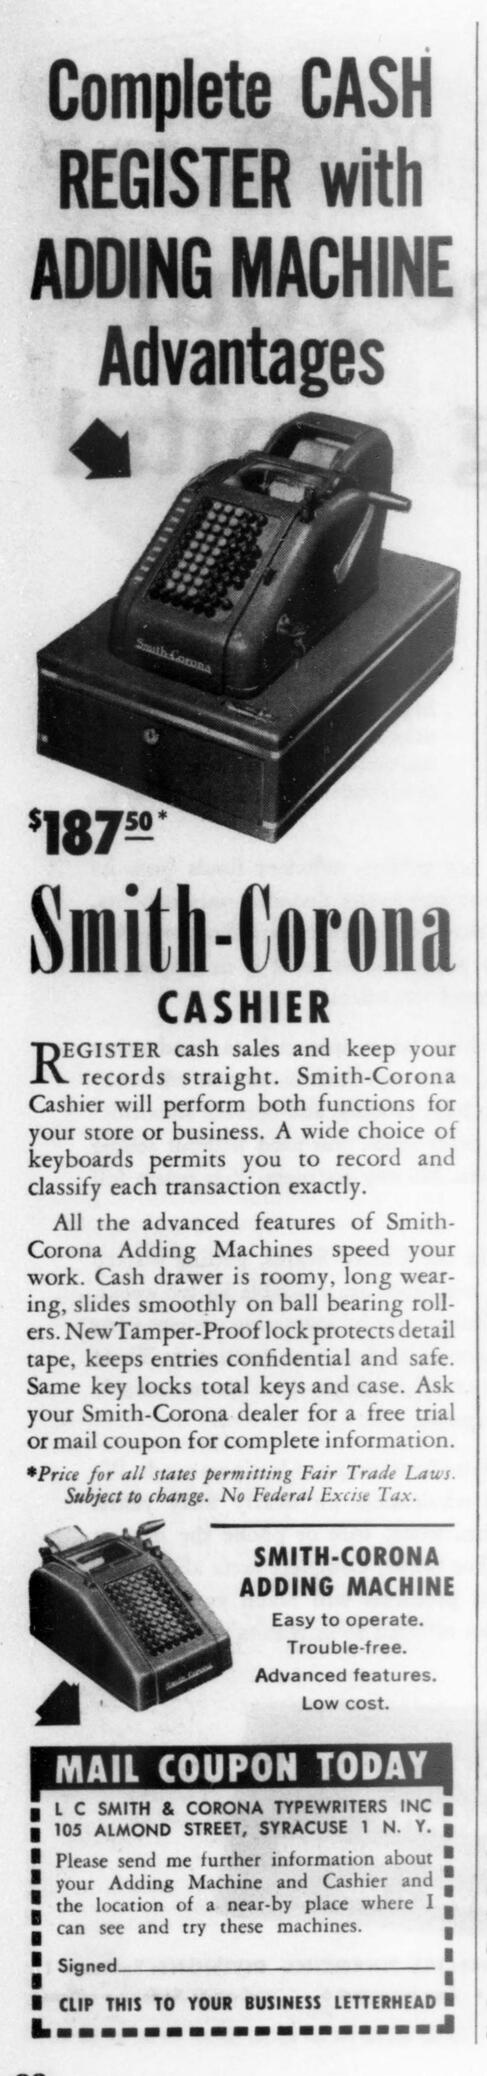 Complete CASH
REGISTER with
ADDING MACHINE
Advantages
Smith-Corona
$187.50*
Smith-Corona
CASHIER
REGISTER cash sales and keep your
records straight. Smith-Corona
Cashier will perform both functions for
your store or business. A wide choice of
keyboards permits you to record and
classify each transaction exactly.
All the advanced features of Smith-
Corona Adding Machines speed your
work. Cash drawer is roomy, long wear-
ing, slides smoothly on ball bearing roll-
ers. New Tamper-Proof lock protects detail
tape, keeps entries confidential and safe.
Same key locks total keys and case. Ask
your Smith-Corona dealer for a free trial
or mail coupon for complete information.
*Price for all states permitting Fair Trade Laws.
Subject to change. No Federal Excise Tax.
SMITH-CORONA
ADDING MACHINE
Easy to operate.
Trouble-free.
Advanced features.
Low cost.
Smith-Corona
MAIL COUPON TODAY
L C SMITH & CORONA TYPEWRITERS INC
105 ALMOND STREET, SYRACUSE 1 N. Y.
Please send me further information about
your Adding Machine and Cashier and
the location of a near-by place where I
can see and try these machines.
Signed
CLIP THIS TO YOUR BUSINESS LETTERHEAD